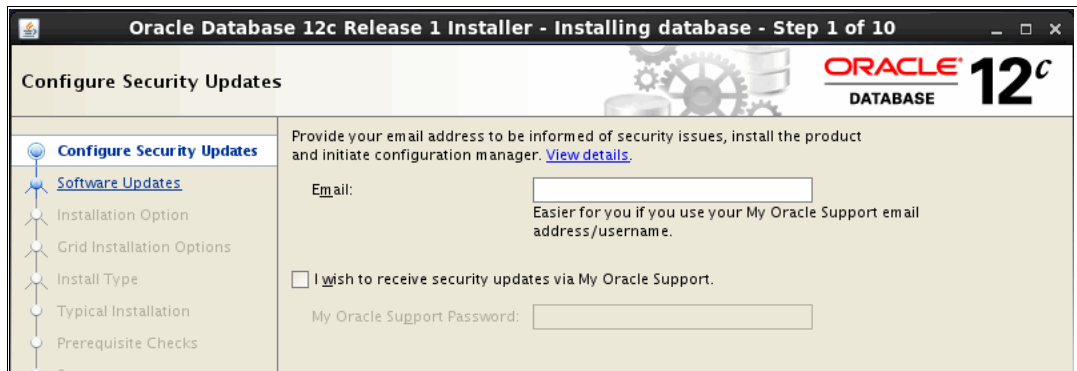 Oracle Database 12c Release 1 Installer - Installing database - Step 1 of 10
Configure Security Updates
ORACLE
DATABASE
12c
Configure Security Updates
Software Updates
Installation Option
Grid Installation Options
Install Type
Typical Installation
Prerequisite Checks
Provide your email address to be informed of security issues, install the product
and initiate configuration manager. View details.
Email:
Easier for you if you use your My Oracle Support email
address/username.
I wish to receive security updates via My Oracle Support.
My Oracle Support Password: